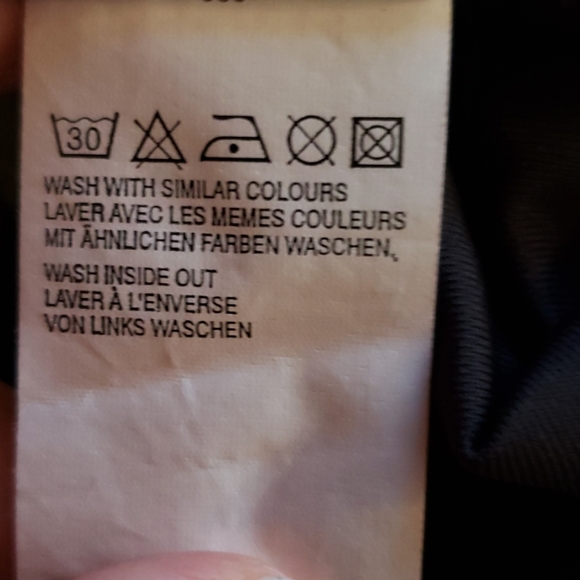 30
WASH WITH SIMILAR COLOURS
LAVER AVEC LES MEMES COULEURS
MIT ÄHNLICHEN FARBEN WASCHEN,
WASH INSIDE OUT
LAVER À L'ENVERSE
VON LINKS WASCHEN